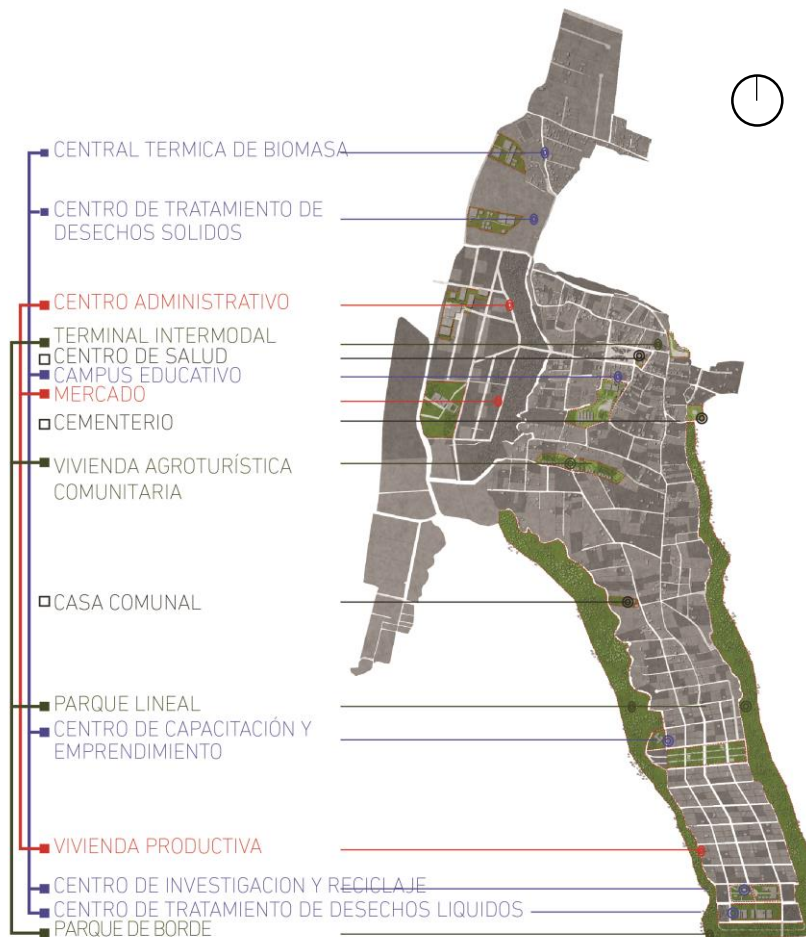 CENTRAL TERMICA DE BIOMASA
CENTRO DE TRATAMIENTO DE
DESECHOS SOLIDOS
CENTRO ADMINISTRATIVO
TERMINAL INTERMODAL
CENTRO DE SALUD
CAMPUS EDUCATIVO
MERCADO
CEMENTERIO
VIVIENDA AGROTURÍSTICA
COMUNITARIA
CASA COMUNAL
PARQUE LINEAL
CENTRO DE CAPACITACIÓN Y
EMPRENDIMIENTO
VIVIENDA PRODUCTIVA
CENTRO DE INVESTIGACION Y RECICLAJE
CENTRO DE TRATAMIENTO DE DESECHOS LIQUIDOS
PARQUE DE BORDE